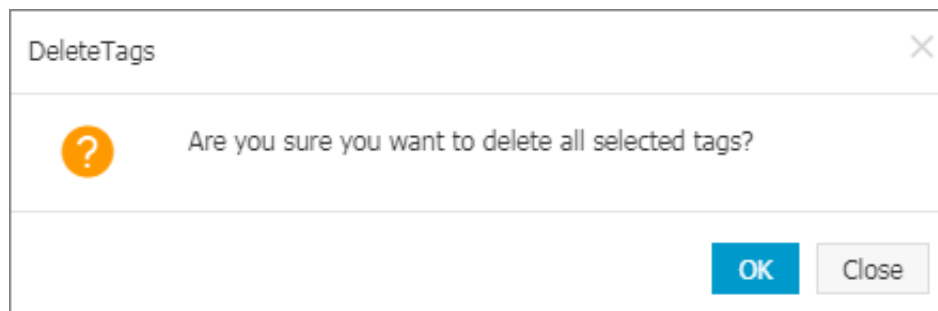 DeleteTags
Are you sure you want to delete all selected tags?
OK
Close